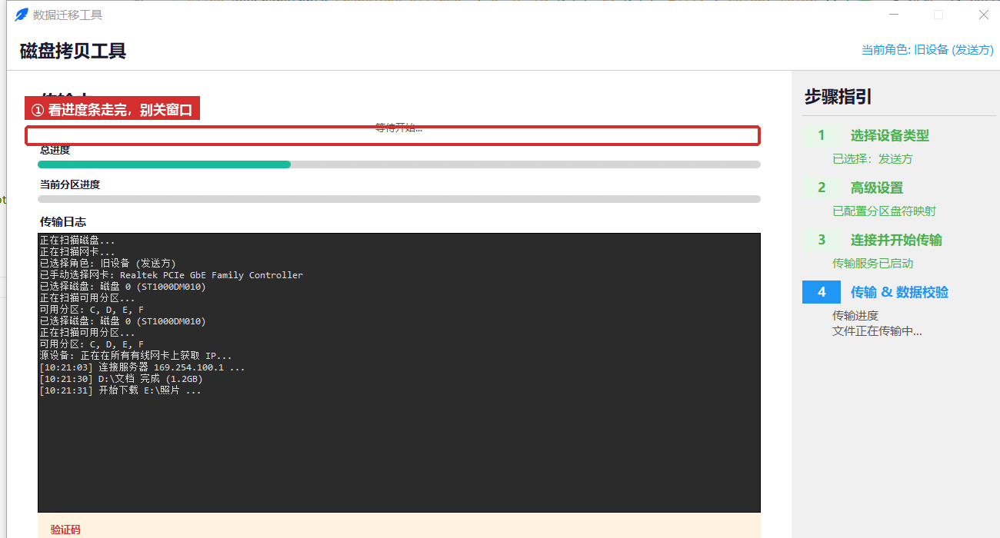 数据迁移工具
磁盘拷贝工具
当前角色: 旧设备 (发送方)
① 看进度条走完，别关窗口
等待开始...
总进度
当前分区进度
传输日志
正在扫描磁盘...
正在扫描网卡...
已选择角色: 旧设备 (发送方)
已手动选择网卡: Realtek PCIe GbE Family Controller
已选择磁盘: 磁盘 0 (ST1000DM010)
正在扫描可用分区...
可用分区: C, D, E, F
已选择磁盘: 磁盘 0 (ST1000DM010)
正在扫描可用分区...
可用分区: C, D, E, F
源设备: 正在在所有有线网卡上获取 IP...
[10:21:03] 连接服务器 169.254.100.1 ...
[10:21:30] D:\文档 完成 (1.2GB)
[10:21:31] 开始下载 E:\照片 ...
验证码
步骤指引
1 选择设备类型
已选择：发送方
2 高级设置
已配置分区盘符映射
3 连接并开始传输
传输服务已启动
4 传输 & 数据校验
传输进度
文件正在传输中...